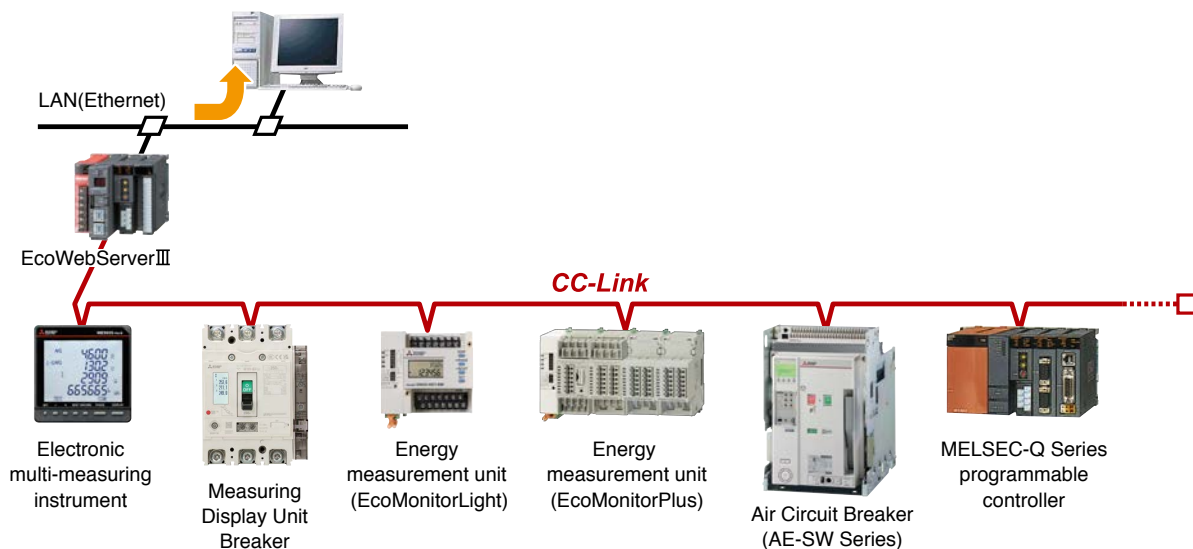 LAN(Ethernet)
EcoWebServerⅢ
CC-Link
Electronic
multi-measuring
instrument
Measuring
Display Unit
Breaker
Energy
measurement unit
(EcoMonitorLight)
Energy
measurement unit
(EcoMonitorPlus)
Air Circuit Breaker
(AE-SW Series)
MELSEC-Q Series
programmable
controller